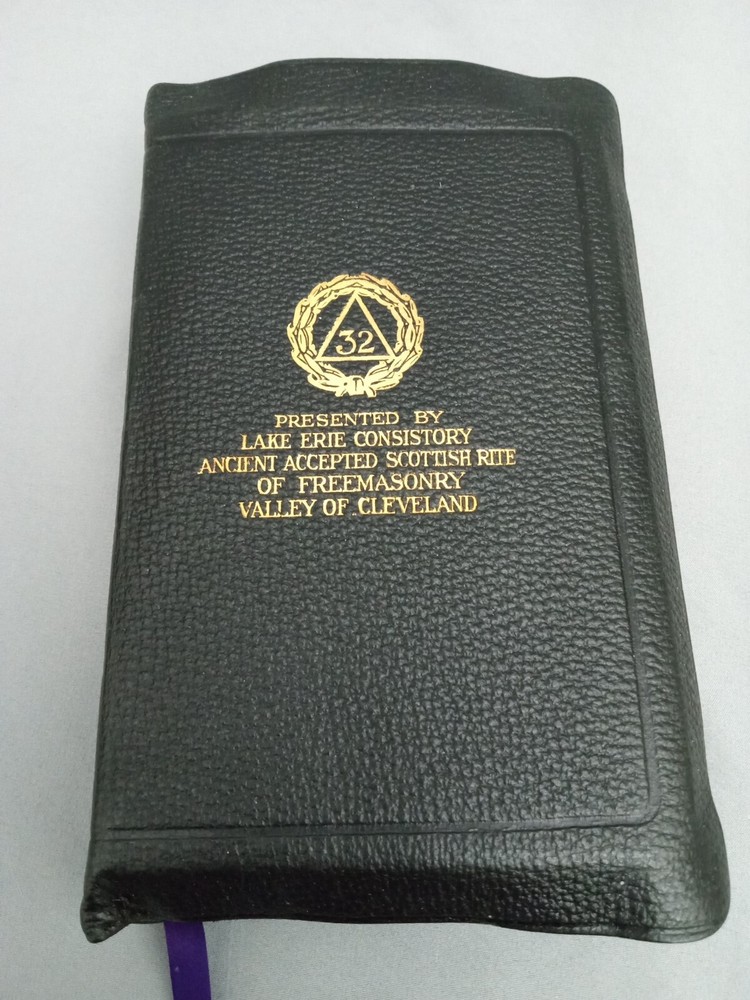 32
PRESENTED BY
LAKE ERIE CONSISTORY
ANCIENT ACCEPTED SCOTTISH RITE
OF FREEMASONRY
VALLEY OF CLEVELAND